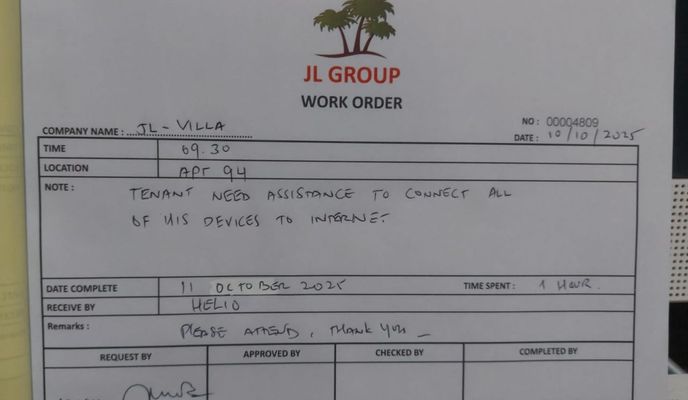 JL GROUP
WORK ORDER
NO : 00004809
COMPANY NAME : JL - VILLA
DATE : 10/10/2025
TIME 09.30
LOCATION APT 94
NOTE : TENANT NEED ASSISTANCE TO CONNECT ALL
OF HIS DEVICES TO INTERNET
DATE COMPLETE 11 OCTOBER 2025 TIME SPENT : 1 HOUR.
RECEIVE BY HELIO
Remarks : PLEASE ATTEND, THANK YOU _
REQUEST BY APPROVED BY CHECKED BY COMPLETED BY